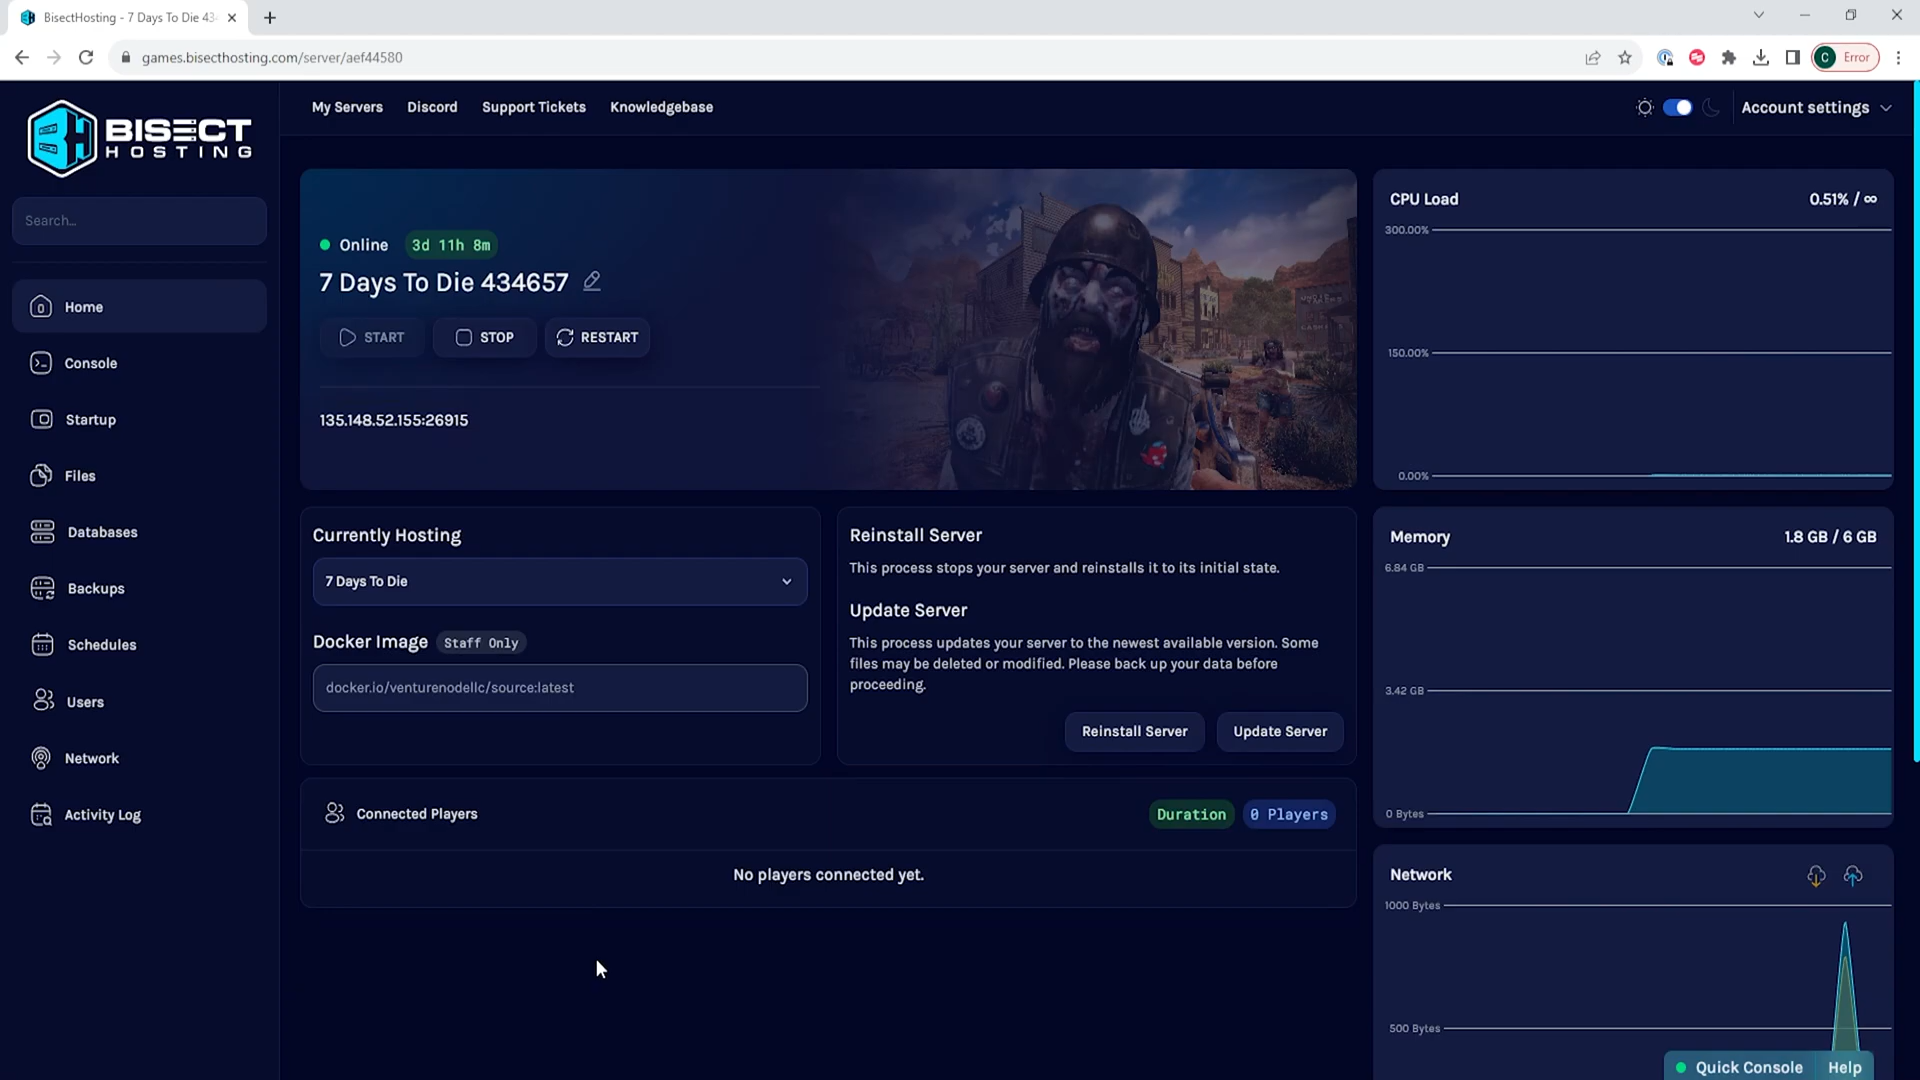 BisectHosting - 7 Days To Die 434
games.bisecthosting.com/server/aef44580
C
Error
BISECT
HOSTING
My Servers
Discord
Support Tickets
Knowledgebase
Account settings
Search...
Home
Console
Startup
Files
Databases
Backups
Schedules
Users
Network
Activity Log
Online
3d 11h 8m
7 Days To Die 434657
START
STOP
RESTART
135.148.52.155:26915
Currently Hosting
7 Days To Die
Docker Image
Staff Only
docker.io/venturenodellc/source:latest
Reinstall Server
This process stops your server and reinstalls it to its initial state.
Update Server
This process updates your server to the newest available version. Some
files may be deleted or modified. Please back up your data before
proceeding.
Reinstall Server
Update Server
Connected Players
Duration
0 Players
No players connected yet.
CPU Load
0.51% / ∞
300.00%
150.00%
0.00%
Memory
1.8 GB / 6 GB
6.84 GB
3.42 GB
0 Bytes
Network
1000 Bytes
500 Bytes
Quick Console
Help